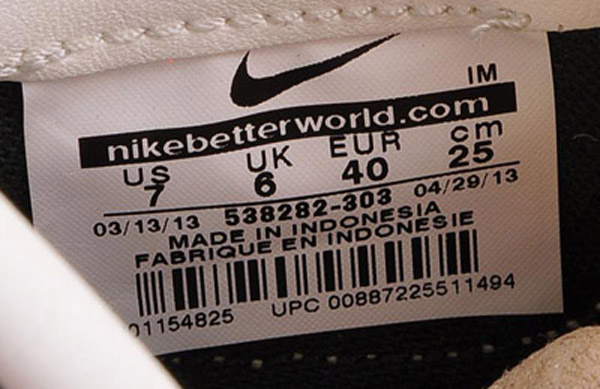 IM
nikebetterworld.com
US UK EUR cm
7 6 40 25
03/13/13 538282-303 04/29/13
MADE IN INDONESIA
FABRIQUE EN INDONESIE
01154825 UPC 00887225511494